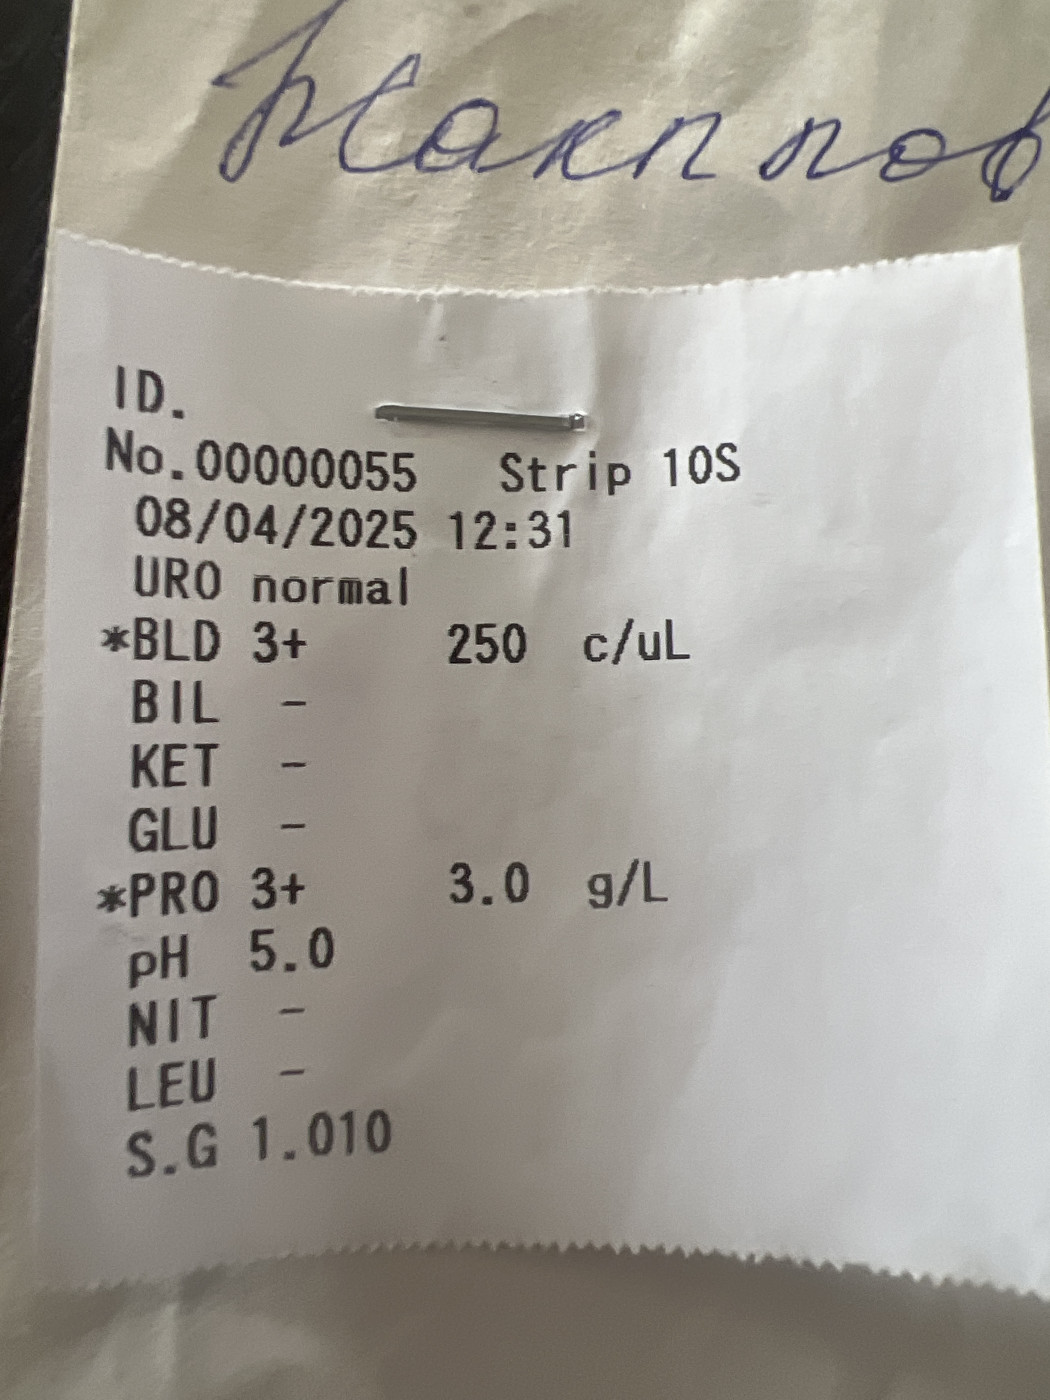 ID.
No.00000055 Strip 10S
08/04/2025 12:31
URO normal
*BLD 3+ 250 c/uL
BIL -
KET -
GLU -
*PRO 3+ 3.0 g/L
pH 5.0
NIT -
LEU -
S.G 1.010